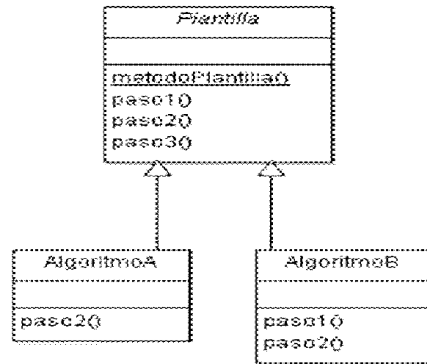 Plantilla
metodoPlantilla()
paso1()
paso2()
paso3()
AlgoritmoA
paso2()
AlgoritmoB
paso1()
paso2()